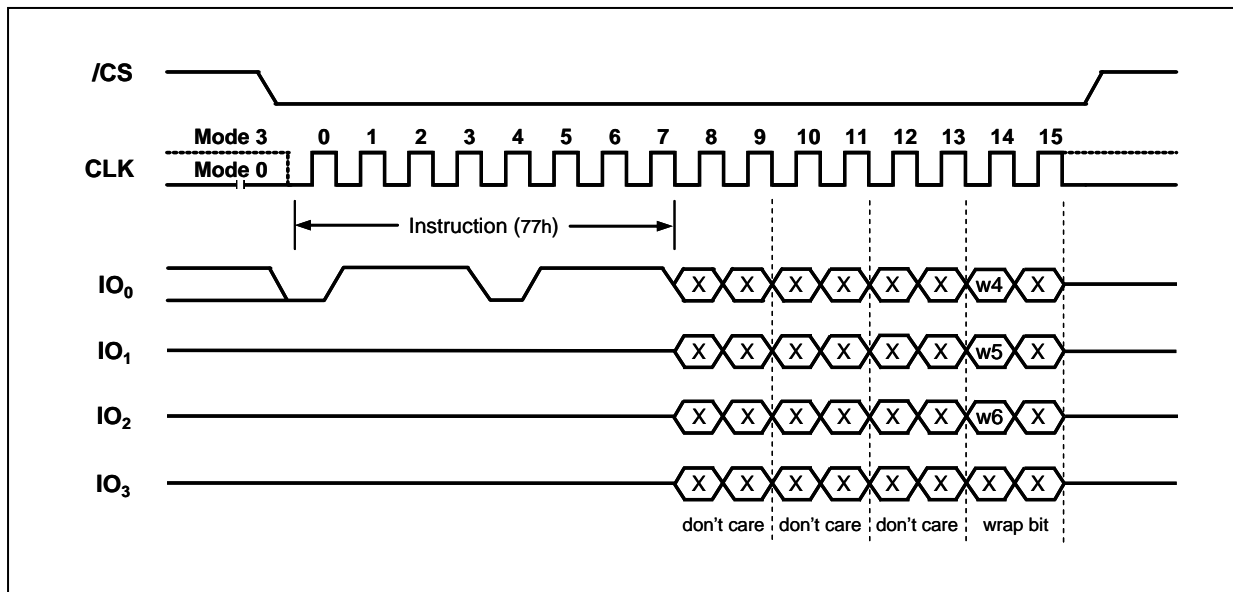 /CS
Mode 3 0 1 2 3 4 5 6 7 8 9 10 11 12 13 14 15
CLK Mode 0
Instruction (77h)
IO0 X X X X X X w4 X
IO1 X X X X X X w5 X
IO2 X X X X X X w6 X
IO3 X X X X X X X X
don't care don't care don't care wrap bit